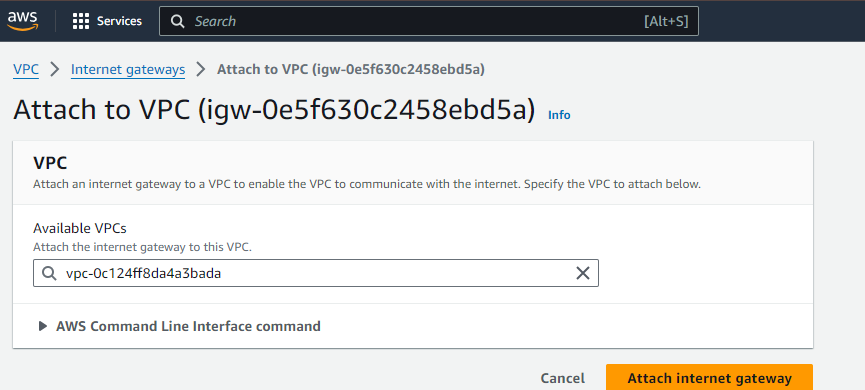 aws Services Search [Alt+S]
VPC > Internet gateways > Attach to VPC (igw-0e5f630c2458ebd5a)
Attach to VPC (igw-0e5f630c2458ebd5a) Info
VPC
Attach an internet gateway to a VPC to enable the VPC to communicate with the internet. Specify the VPC to attach below.
Available VPCs
Attach the internet gateway to this VPC.
vpc-0c124ff8da4a3bada
AWS Command Line Interface command
Cancel Attach internet gateway